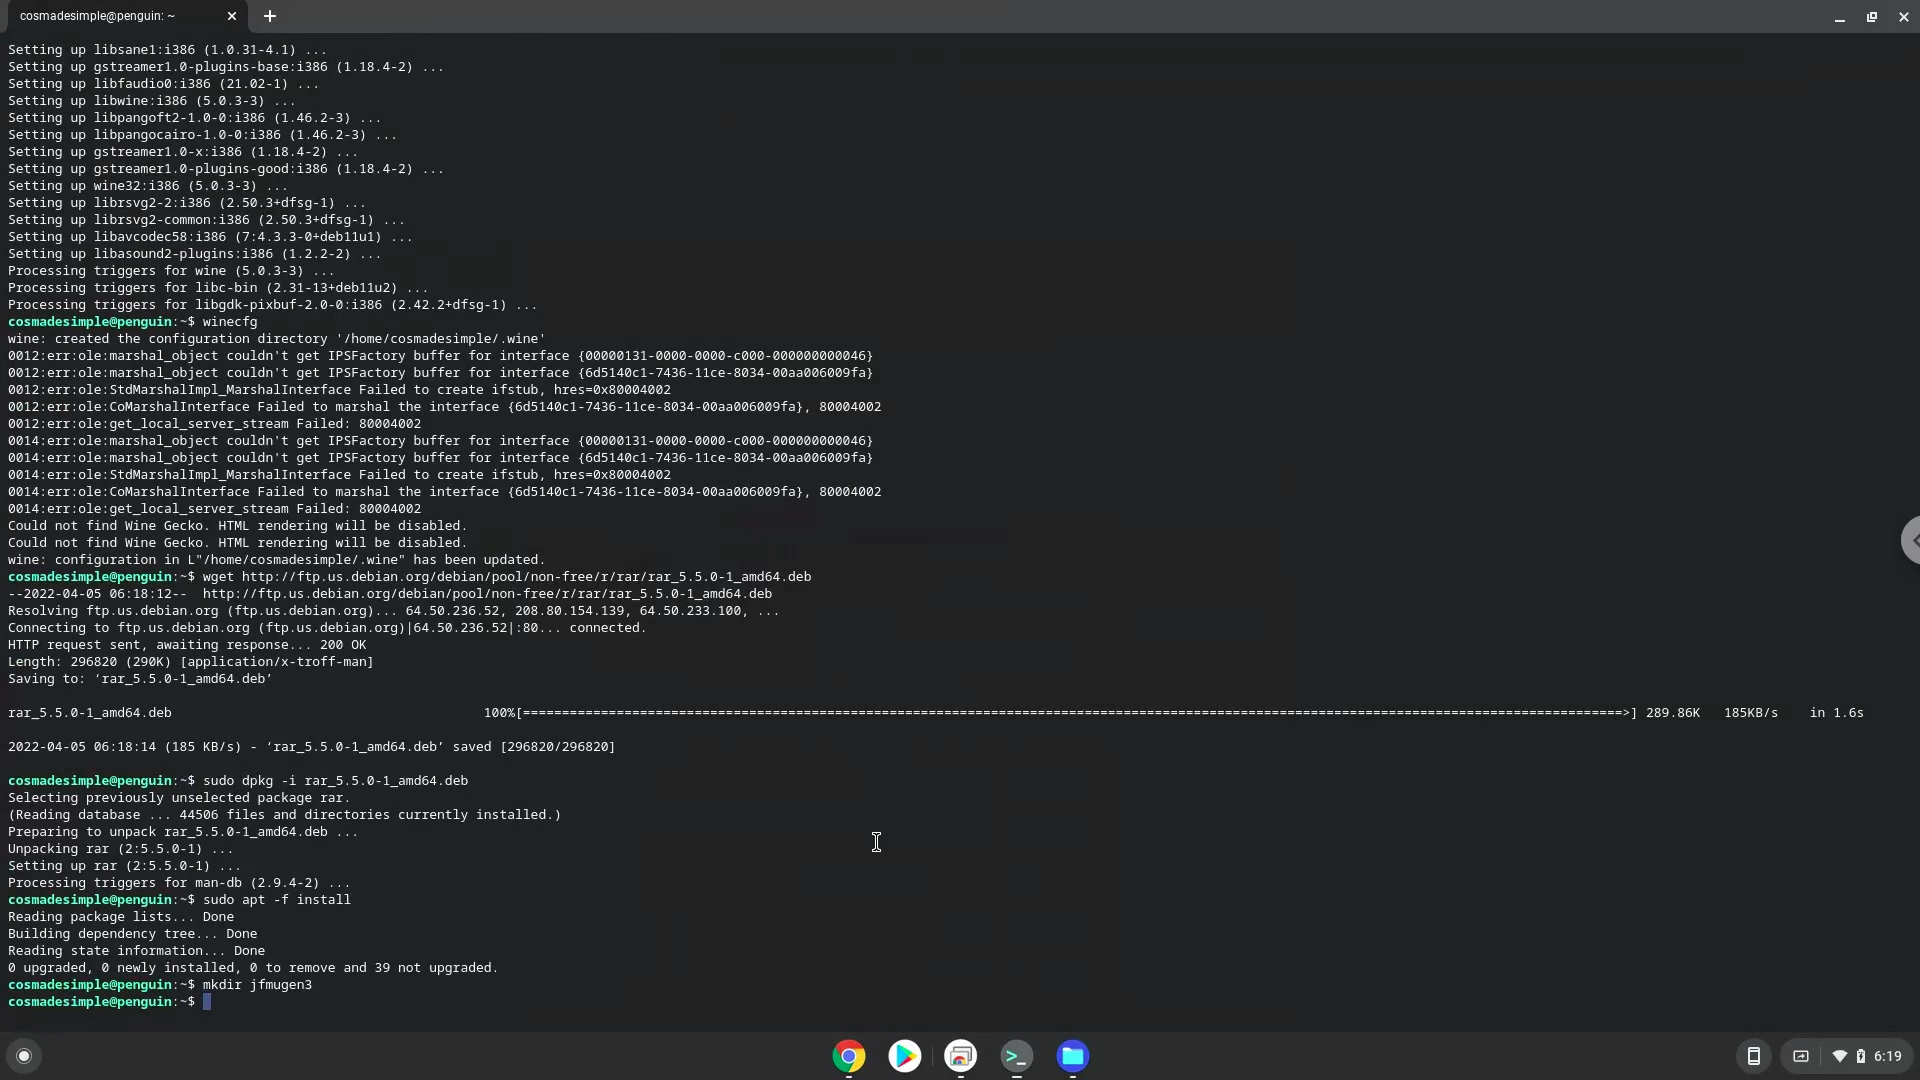 cosmadesimple@penguin: ~
Setting up libsane1:i386 (1.0.31-4.1) ...
Setting up gstreamer1.0-plugins-base:i386 (1.18.4-2) ...
Setting up libfaudio0:i386 (21.02-1) ...
Setting up libwine:i386 (5.0.3-3) ...
Setting up libpangoft2-1.0-0:i386 (1.46.2-3) ...
Setting up libpangocairo-1.0-0:i386 (1.46.2-3) ...
Setting up gstreamer1.0-x:i386 (1.18.4-2) ...
Setting up gstreamer1.0-plugins-good:i386 (1.18.4-2) ...
Setting up wine32:i386 (5.0.3-3) ...
Setting up librsvg2-2:i386 (2.50.3+dfsg-1) ...
Setting up librsvg2-common:i386 (2.50.3+dfsg-1) ...
Setting up libavcodec58:i386 (7:4.3.3-0+deb11u1) ...
Setting up libasound2-plugins:i386 (1.2.2-2) ...
Processing triggers for wine (5.0.3-3) ...
Processing triggers for libc-bin (2.31-13+deb11u2) ...
Processing triggers for libgdk-pixbuf-2.0-0:i386 (2.42.2+dfsg-1) ...
cosmadesimple@penguin:~$ winecfg
wine: created the configuration directory '/home/cosmadesimple/.wine'
0012:err:ole:marshal_object couldn't get IPSFactory buffer for interface {00000131-0000-0000-c000-000000000046}
0012:err:ole:marshal_object couldn't get IPSFactory buffer for interface {6d5140c1-7436-11ce-8034-00aa006009fa}
0012:err:ole:StdMarshalImpl_MarshalInterface Failed to create ifstub, hres=0x80004002
0012:err:ole:CoMarshalInterface Failed to marshal the interface {6d5140c1-7436-11ce-8034-00aa006009fa}, 80004002
0012:err:ole:get_local_server_stream Failed: 80004002
0014:err:ole:marshal_object couldn't get IPSFactory buffer for interface {00000131-0000-0000-c000-000000000046}
0014:err:ole:marshal_object couldn't get IPSFactory buffer for interface {6d5140c1-7436-11ce-8034-00aa006009fa}
0014:err:ole:StdMarshalImpl_MarshalInterface Failed to create ifstub, hres=0x80004002
0014:err:ole:CoMarshalInterface Failed to marshal the interface {6d5140c1-7436-11ce-8034-00aa006009fa}, 80004002
0014:err:ole:get_local_server_stream Failed: 80004002
Could not find Wine Gecko. HTML rendering will be disabled.
Could not find Wine Gecko. HTML rendering will be disabled.
wine: configuration in L"/home/cosmadesimple/.wine" has been updated.
cosmadesimple@penguin:~$ wget http://ftp.us.debian.org/debian/pool/non-free/r/rar/rar_5.5.0-1_amd64.deb
--2022-04-05 06:18:12--  http://ftp.us.debian.org/debian/pool/non-free/r/rar/rar_5.5.0-1_amd64.deb
Resolving ftp.us.debian.org (ftp.us.debian.org)... 64.50.236.52, 208.80.154.139, 64.50.233.100, ...
Connecting to ftp.us.debian.org (ftp.us.debian.org)|64.50.236.52|:80... connected.
HTTP request sent, awaiting response... 200 OK
Length: 296820 (290K) [application/x-troff-man]
Saving to: ‘rar_5.5.0-1_amd64.deb’
rar_5.5.0-1_amd64.deb 100%[=============================================>] 289.86K 185KB/s in 1.6s
2022-04-05 06:18:14 (185 KB/s) - ‘rar_5.5.0-1_amd64.deb’ saved [296820/296820]
cosmadesimple@penguin:~$ sudo dpkg -i rar_5.5.0-1_amd64.deb
Selecting previously unselected package rar.
(Reading database ... 44506 files and directories currently installed.)
Preparing to unpack rar_5.5.0-1_amd64.deb ...
Unpacking rar (2:5.5.0-1) ...
Setting up rar (2:5.5.0-1) ...
Processing triggers for man-db (2.9.4-2) ...
cosmadesimple@penguin:~$ sudo apt -f install
Reading package lists... Done
Building dependency tree... Done
Reading state information... Done
0 upgraded, 0 newly installed, 0 to remove and 39 not upgraded.
cosmadesimple@penguin:~$ mkdir jfmugen3
cosmadesimple@penguin:~$
6:19